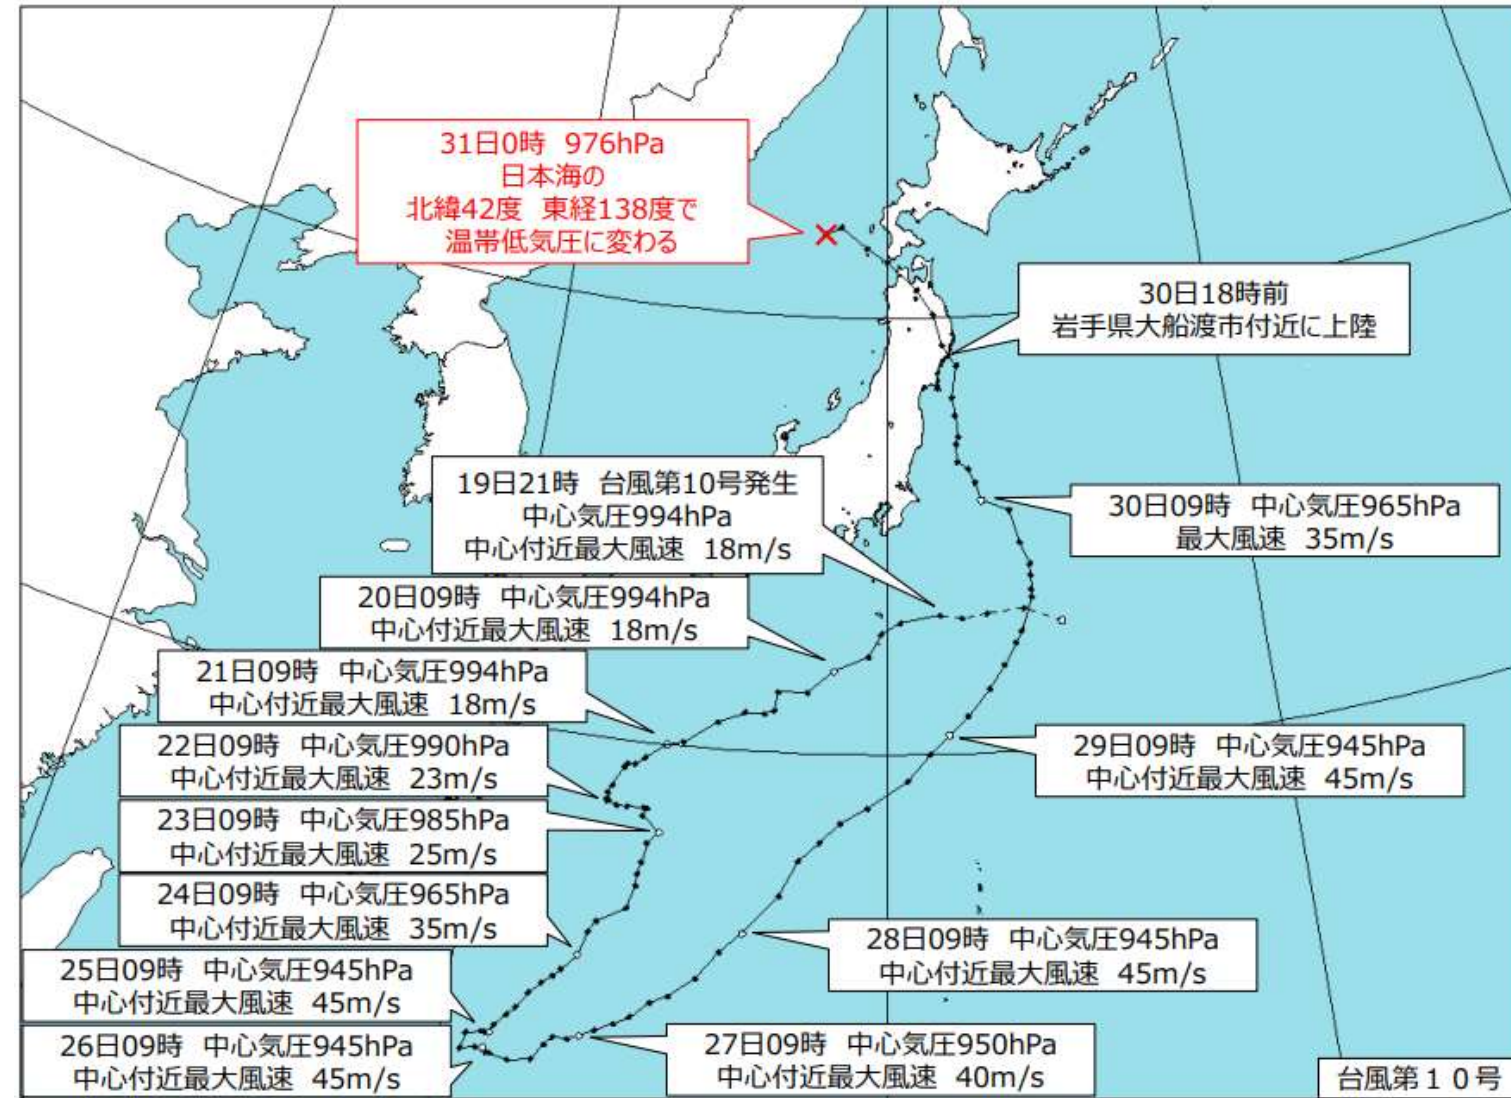 31日0時 976hPa
日本海の
北緯42度 東経138度で
温帯低気圧に変わる
30日18時前
岩手県大船渡市付近に上陸
19日21時 台風第10号発生
中心気圧994hPa
中心付近最大風速 18m/s
30日09時 中心気圧965hPa
最大風速 35m/s
20日09時 中心気圧994hPa
中心付近最大風速 18m/s
21日09時 中心気圧994hPa
中心付近最大風速 18m/s
22日09時 中心気圧990hPa
中心付近最大風速 23m/s
29日09時 中心気圧945hPa
中心付近最大風速 45m/s
23日09時 中心気圧985hPa
中心付近最大風速 25m/s
24日09時 中心気圧965hPa
中心付近最大風速 35m/s
28日09時 中心気圧945hPa
中心付近最大風速 45m/s
25日09時 中心気圧945hPa
中心付近最大風速 45m/s
26日09時 中心気圧945hPa
中心付近最大風速 45m/s
27日09時 中心気圧950hPa
中心付近最大風速 40m/s
台風第１０号